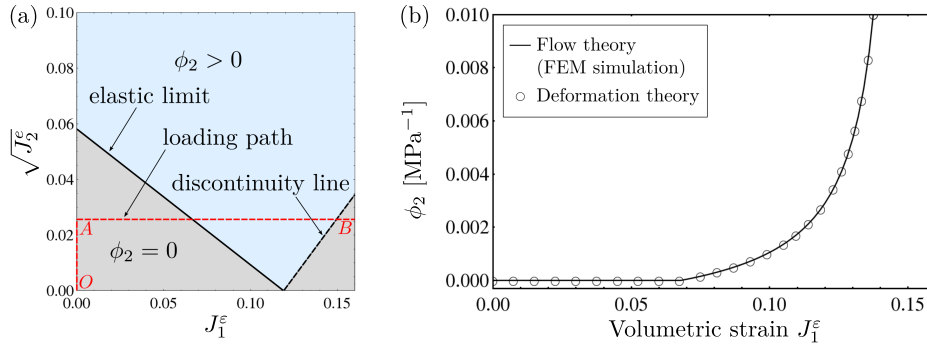 (a)
0.10
0.08
0.06
0.04
0.02
0.00
√J₂ᵉ
ϕ₂ > 0
elastic limit
loading path
discontinuity line
A
B
ϕ₂ = 0
O
0.00 0.05 0.10 0.15
J₁ᵋ
(b)
0.010
0.008
0.006
0.004
0.002
0.000
ϕ₂ [MPa⁻¹]
Flow theory
(FEM simulation)
Deformation theory
0.00 0.05 0.10 0.15
Volumetric strain J₁ᵋ